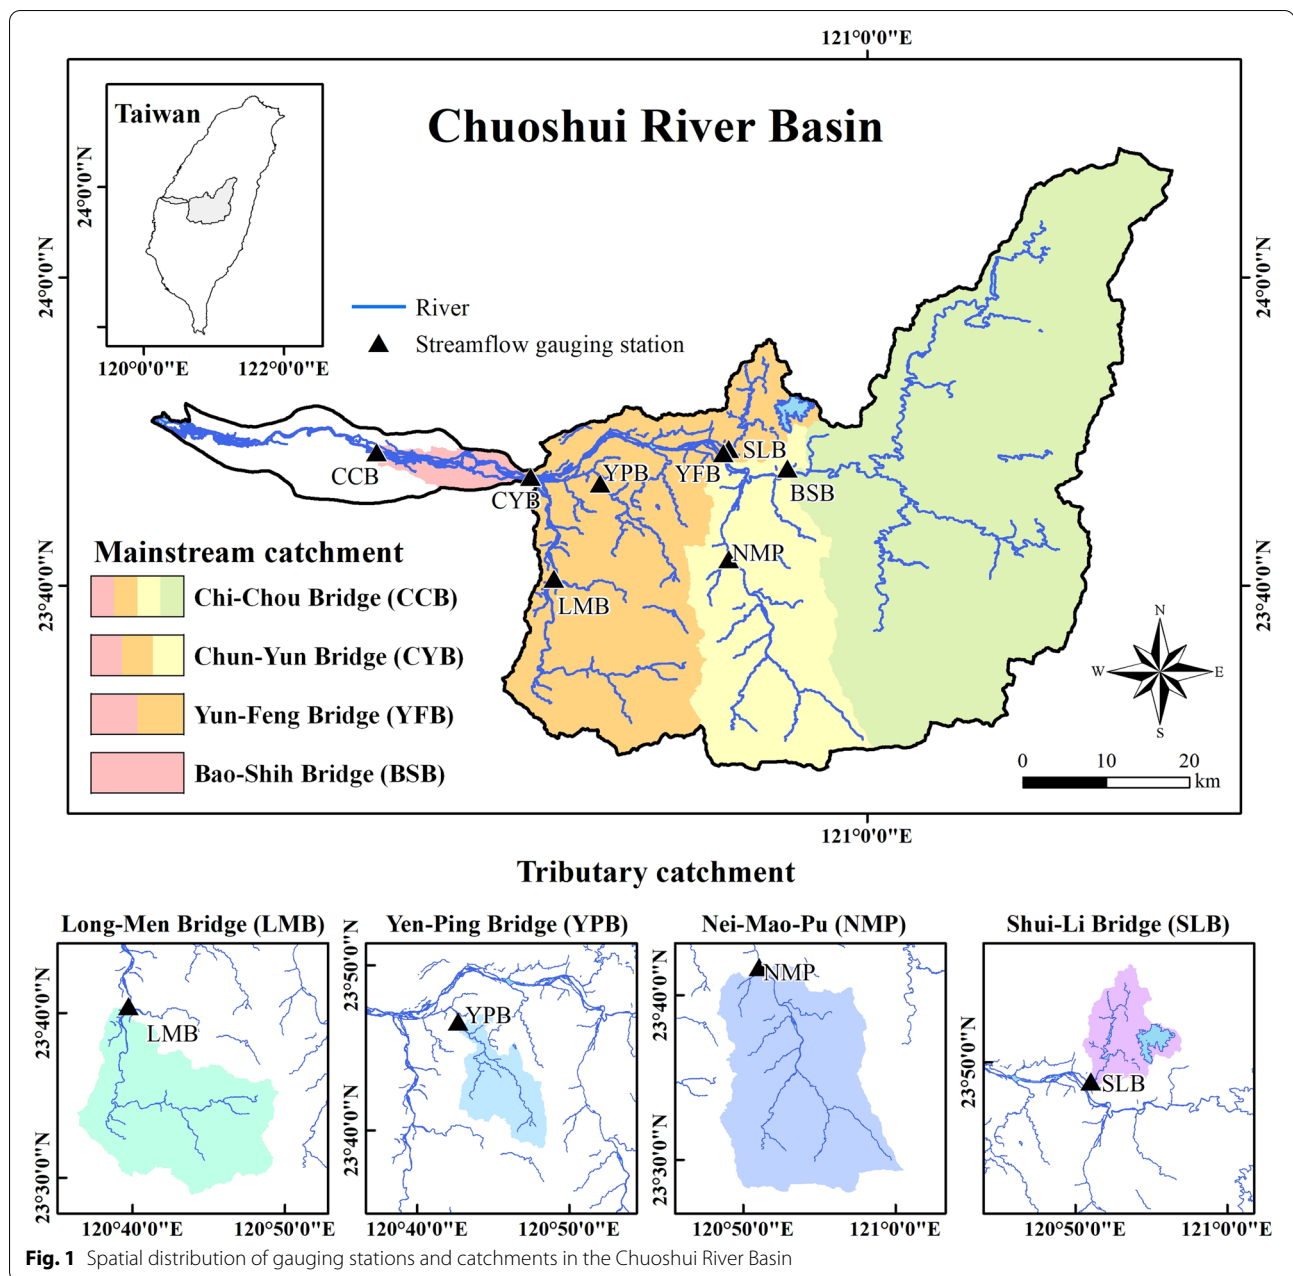 121°0'0"E
Chuoshui River Basin
Taiwan
24°0'0"N
120°0'0"E
122°0'0"E
24°0'0"N
24°0'0"N
River
Streamflow gauging station
CCB
CYB
YPB
YFB
SLB
BSB
NMP
LMB
23°40'0"N
23°40'0"N
Mainstream catchment
Chi-Chou Bridge (CCB)
Chun-Yun Bridge (CYB)
Yun-Feng Bridge (YFB)
Bao-Shih Bridge (BSB)
N
W
E
S
0 10 20
km
121°0'0"E
Tributary catchment
Long-Men Bridge (LMB)
23°40'0"N
23°30'0"N
LMB
120°40'0"E
120°50'0"E
Yen-Ping Bridge (YPB)
23°50'0"N
23°40'0"N
YPB
120°40'0"E
120°50'0"E
Nei-Mao-Pu (NMP)
23°40'0"N
23°30'0"N
NMP
120°50'0"E
121°0'0"E
Shui-Li Bridge (SLB)
23°50'0"N
SLB
120°50'0"E
121°0'0"E
Fig. 1 Spatial distribution of gauging stations and catchments in the Chuoshui River Basin